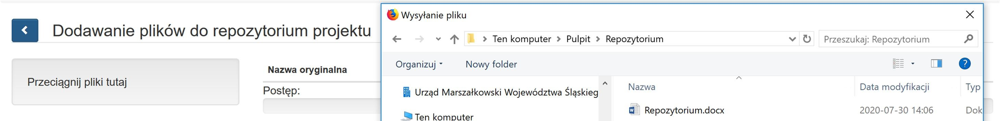 Dodawanie plików do repozytorium projektu
Przeciągnij pliki tutaj
Nazwa oryginalna
Postęp:
Wysyłanie pliku
Ten komputer > Pulpit > Repozytorium
Przeszukaj: Repozytorium
Organizuj
Nowy folder
?
Urząd Marszałkowski Województwa Śląskieg
Ten komputer
Nazwa Data modyfikacji Typ
Repozytorium.docx 2020-07-30 14:06 Dok